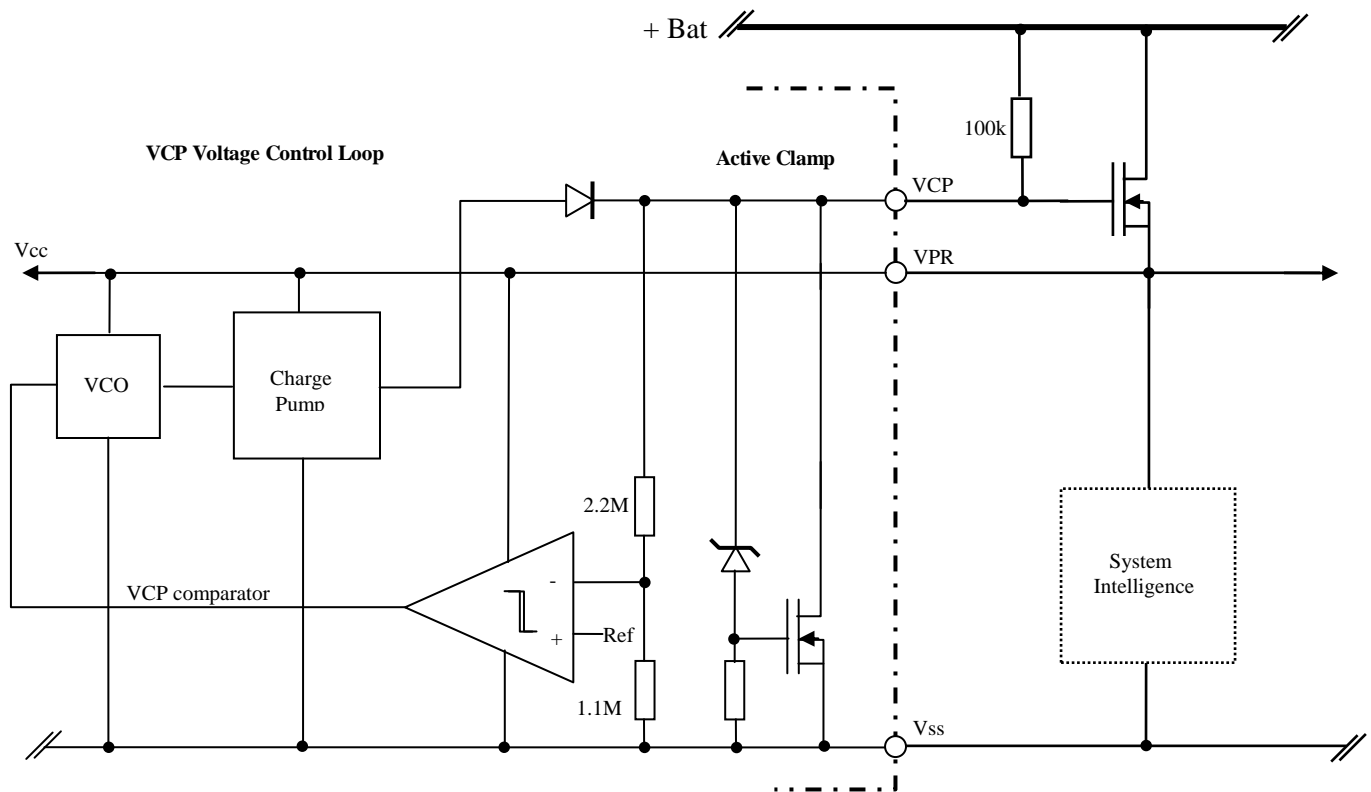 + Bat
100k
VCP Voltage Control Loop
Active Clamp
VCP
Vcc
VPR
VCO
Charge
Pump
2.2M
System
Intelligence
VCP comparator
-
+
Ref
1.1M
Vss